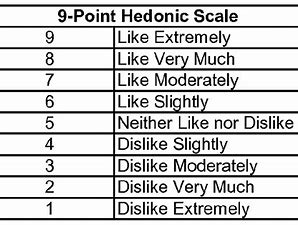 9-Point Hedonic Scale
9 Like Extremely
8 Like Very Much
7 Like Moderately
6 Like Slightly
5 Neither Like nor Dislike
4 Dislike Slightly
3 Dislike Moderately
2 Dislike Very Much
1 Dislike Extremely